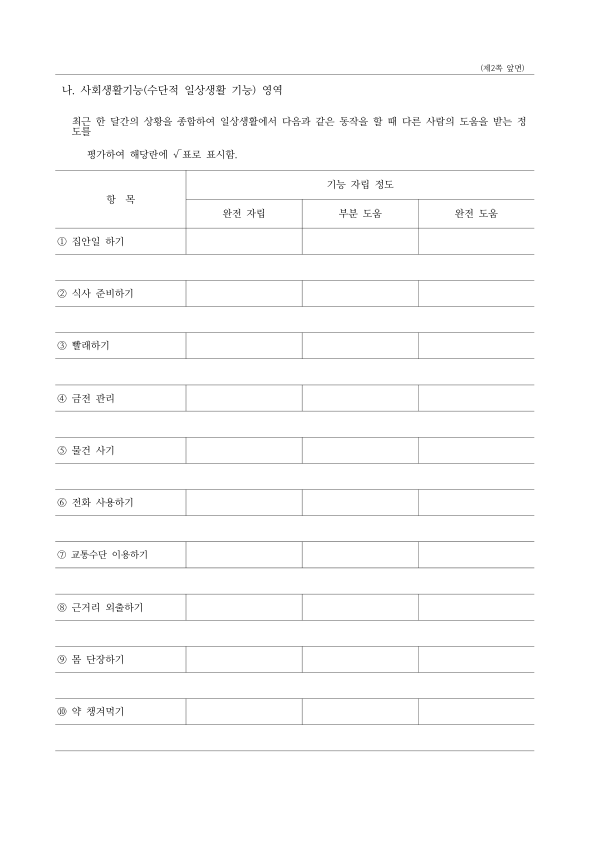 (제2쪽 앞면)
나. 사회생활기능(수단적 일상생활 기능) 영역
최근 한 달간의 상황을 종합하여 일상생활에서 다음과 같은 동작을 할 때 다른 사람의 도움을 받는 정
도를
평가하여 해당란에 √표로 표시함.
항 목
기능 자립 정도
완전 자립
부분 도움
완전 도움
① 집안일 하기
② 식사 준비하기
③ 빨래하기
④ 금전 관리
⑤ 물건 사기
⑥ 전화 사용하기
⑦ 교통수단 이용하기
⑧ 근거리 외출하기
⑨ 몸 단장하기
⑩ 약 챙겨먹기